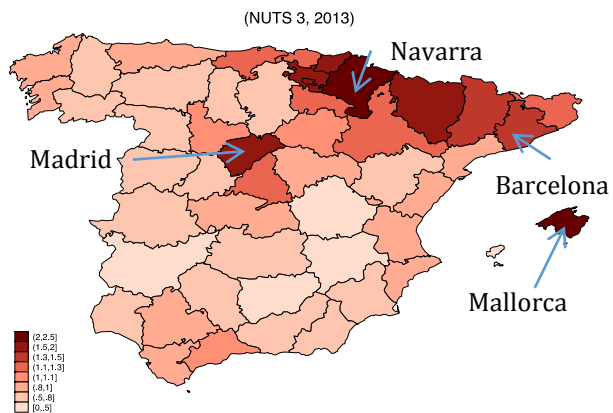 (NUTS 3, 2013)
Navarra
Madrid
Barcelona
Mallorca
(2,2.5]
(1.5,2]
(1.3,1.5]
(1.1,1.3]
(1,1.1]
(.8,1]
(.5,.8]
[0,.5]